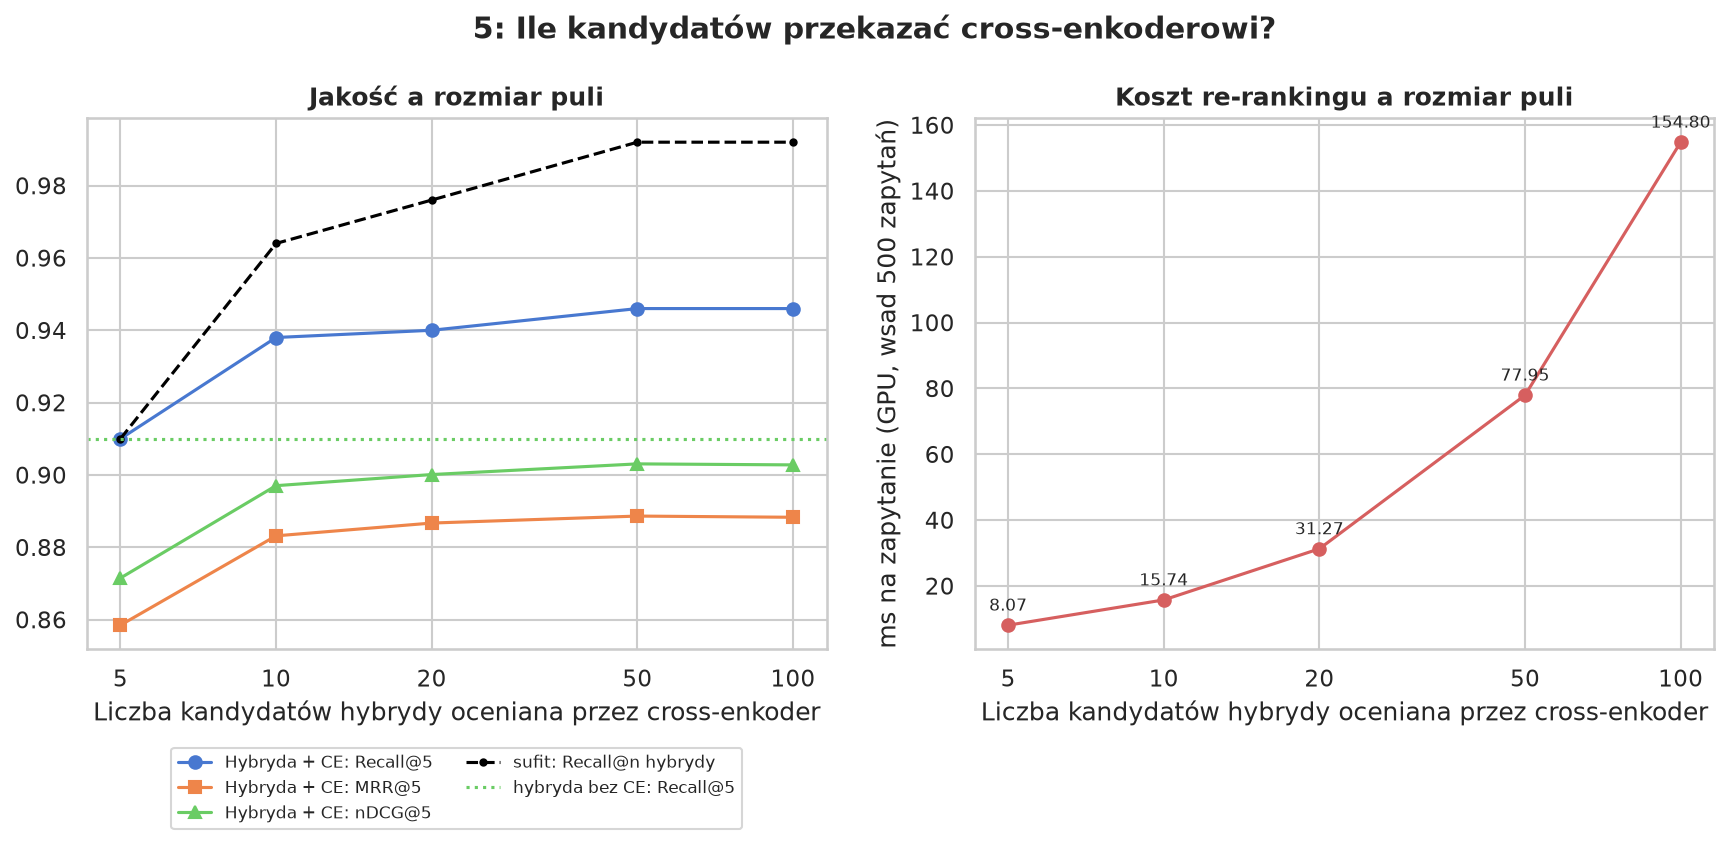 5: Ile kandydatów przekazać cross-enkoderowi?
Jakość a rozmiar puli
0.98
0.96
0.94
0.92
0.90
0.88
0.86
5 10 20 50 100
Liczba kandydatów hybrydy oceniana przez cross-enkoder
Hybryda + CE: Recall@5
Hybryda + CE: MRR@5
Hybryda + CE: nDCG@5
sufit: Recall@n hybrydy
hybryda bez CE: Recall@5
Koszt re-rankingu a rozmiar puli
ms na zapytanie (GPU, wsad 500 zapytań)
160
140
120
100
80
60
40
20
8.07
15.74
31.27
77.95
154.80
5 10 20 50 100
Liczba kandydatów hybrydy oceniana przez cross-enkoder